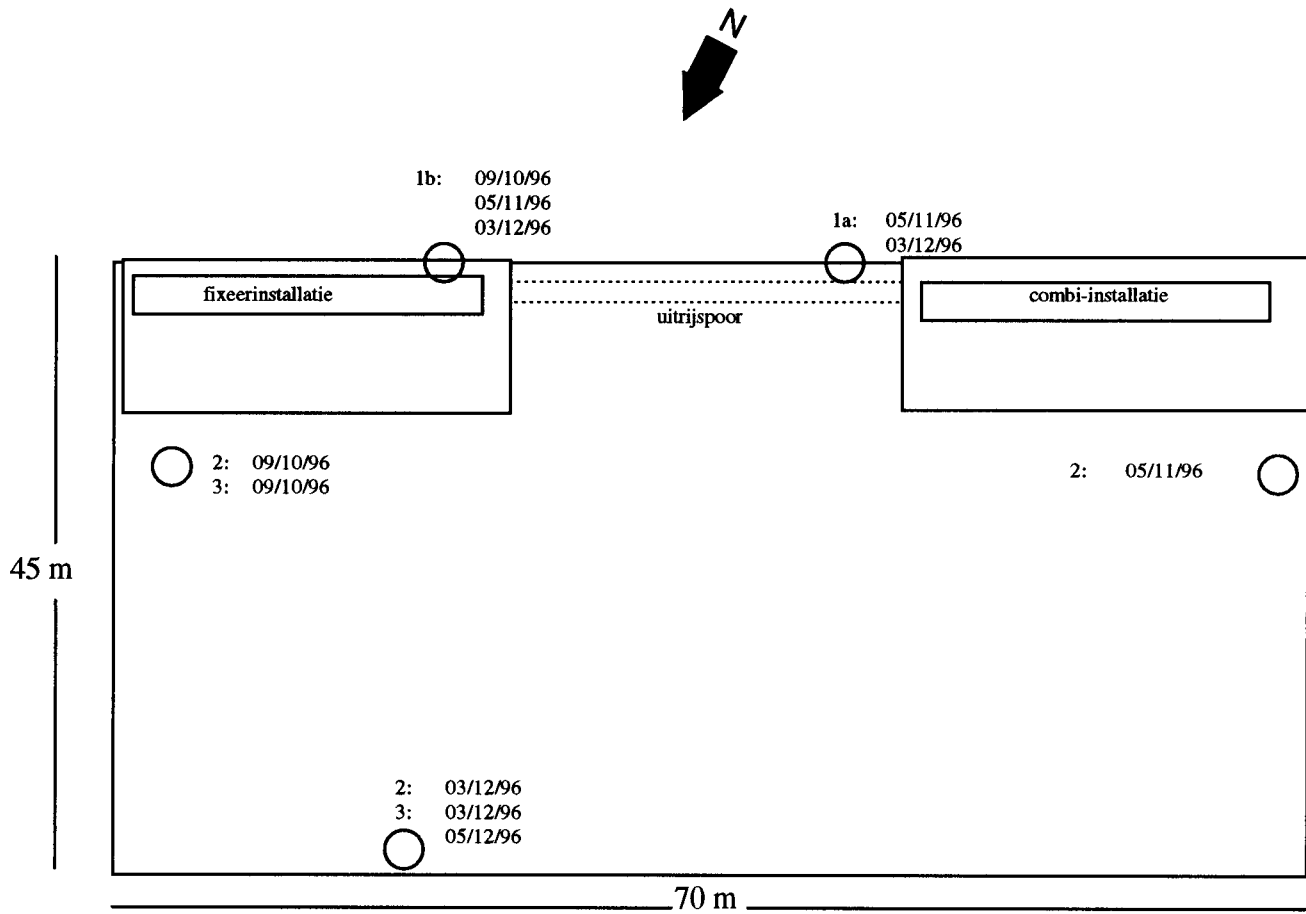 N
1b: 09/10/96
05/11/96
03/12/96
1a: 05/11/96
03/12/96
fixeerinstallatie
combi-installatie
uitrijspoor
2: 09/10/96
3: 09/10/96
2: 05/11/96
45 m
2: 03/12/96
3: 03/12/96
05/12/96
70 m